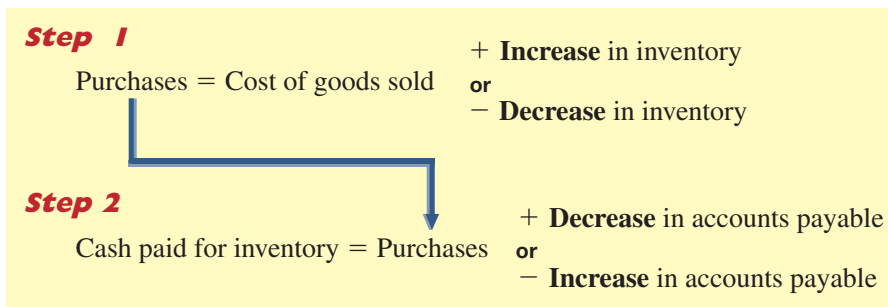 Step 1
+ Increase in inventory
Purchases = Cost of goods sold or
− Decrease in inventory
Step 2
+ Decrease in accounts payable
Cash paid for inventory = Purchases or
− Increase in accounts payable